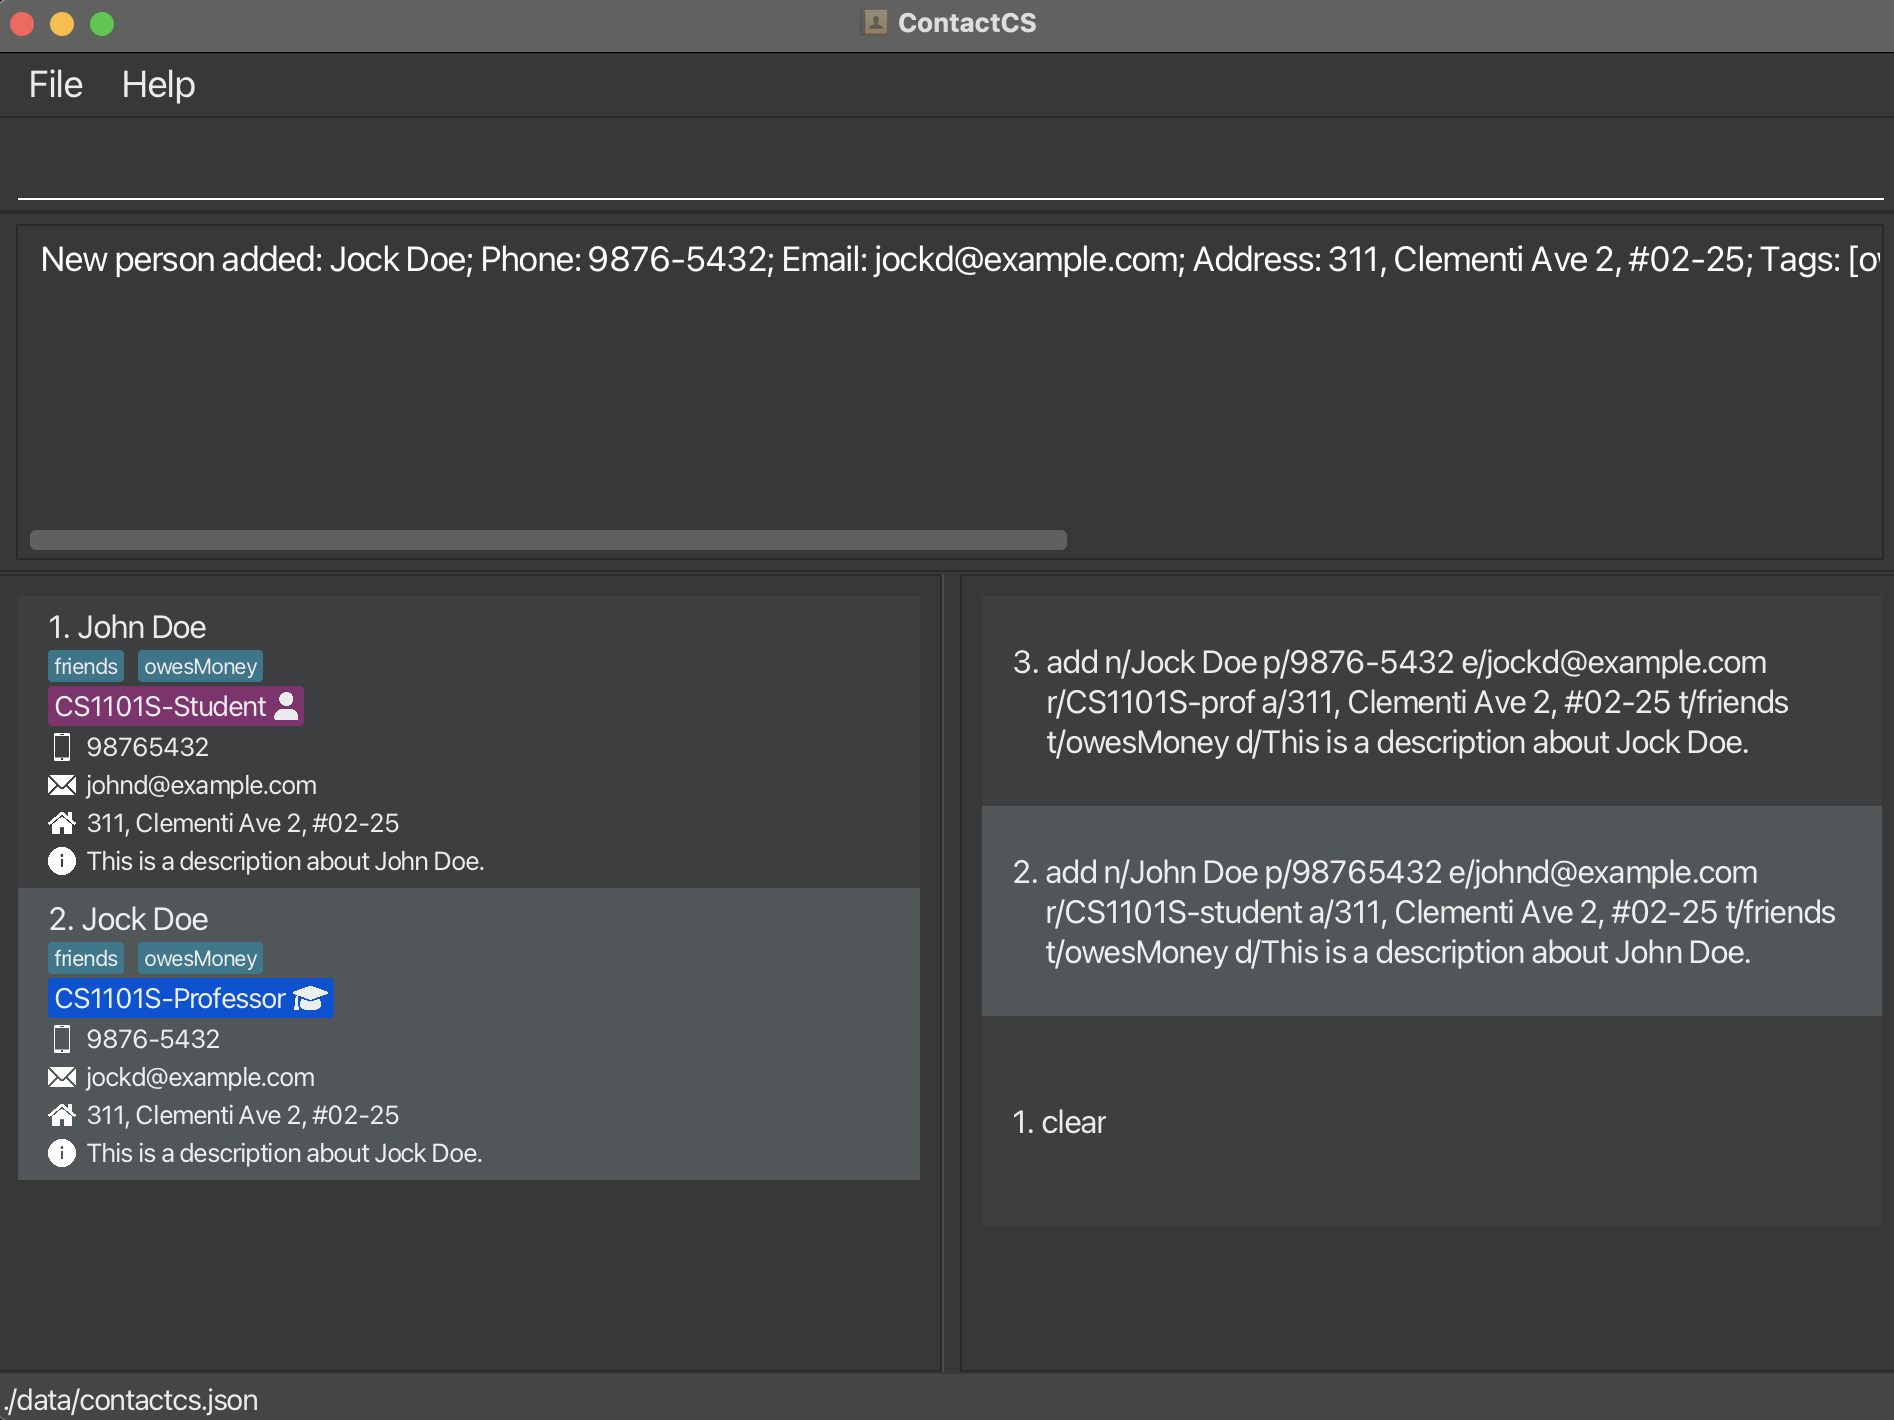 ContactCS
File Help
New person added: Jock Doe; Phone: 9876-5432; Email: jockd@example.com; Address: 311, Clementi Ave 2, #02-25; Tags:
1. John Doe
friends owesMoney
CS1101S-Student
98765432
johnd@example.com
311, Clementi Ave 2, #02-25
This is a description about John Doe.
2. Jock Doe
friends owesMoney
CS1101S-Professor
9876-5432
jockd@example.com
311, Clementi Ave 2, #02-25
This is a description about Jock Doe.
3. add n/Jock Doe p/9876-5432 e/jockd@example.com
r/CS1101S-prof a/311, Clementi Ave 2, #02-25 t/friends
t/owesMoney d/This is a description about Jock Doe.
2. add n/John Doe p/98765432 e/johnd@example.com
r/CS1101S-student a/311, Clementi Ave 2, #02-25 t/friends
t/owesMoney d/This is a description about John Doe.
1. clear
./data/contactcs.json